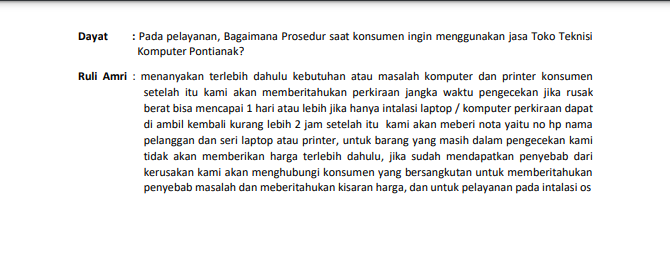 Dayat : Pada pelayanan, Bagaimana Prosedur saat konsumen ingin menggunakan jasa Toko Teknisi
Komputer Pontianak?
Ruli Amri : menanyakan terlebih dahulu kebutuhan atau masalah komputer dan printer konsumen
setelah itu kami akan memberitahukan perkiraan jangka waktu pengecekan jika rusak
berat bisa mencapai 1 hari atau lebih jika hanya intalasi laptop / komputer perkiraan dapat
di ambil kembali kurang lebih 2 jam setelah itu kami akan meberi nota yaitu no hp nama
pelanggan dan seri laptop atau printer, untuk barang yang masih dalam pengecekan kami
tidak akan memberikan harga terlebih dahulu, jika sudah mendapatkan penyebab dari
kerusakan kami akan menghubungi konsumen yang bersangkutan untuk memberitahukan
penyebab masalah dan meberitahukan kisaran harga, dan untuk pelayanan pada intalasi os